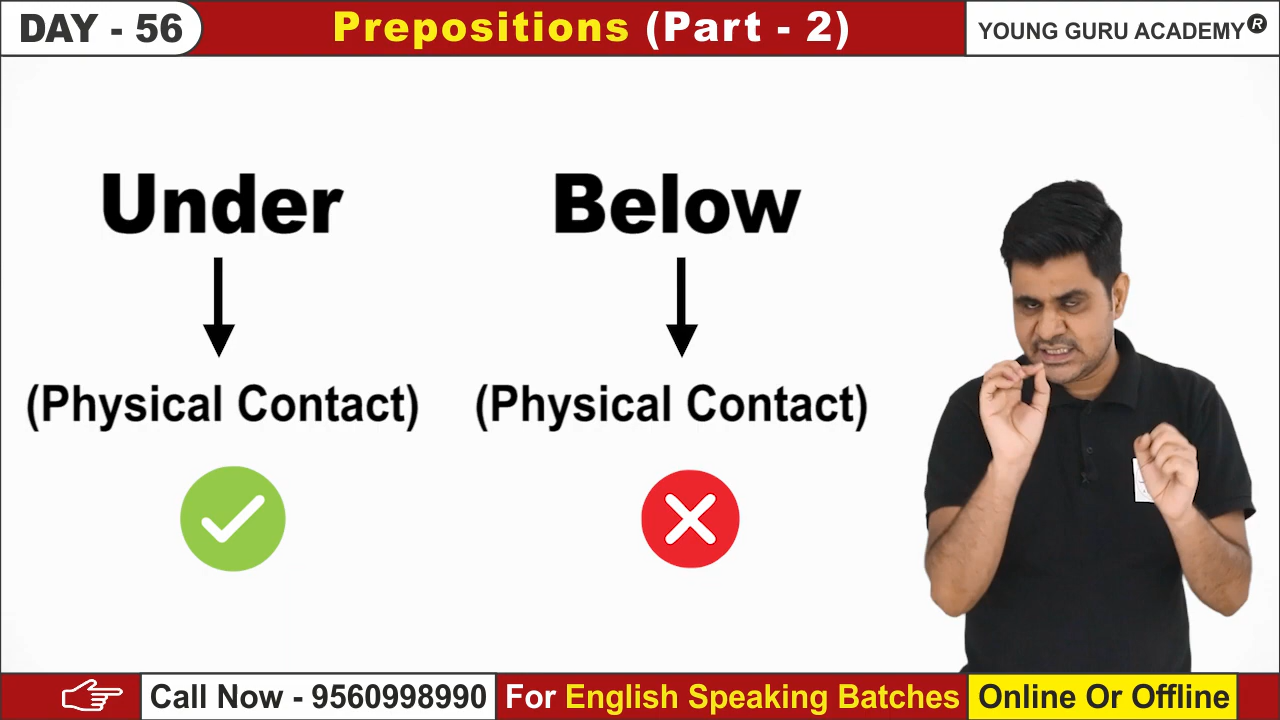 DAY - 56
Prepositions (Part - 2)
YOUNG GURU ACADEMY®
Under
Below
(Physical Contact)
(Physical Contact)
Call Now - 9560998990
For English Speaking Batches
Online Or Offline